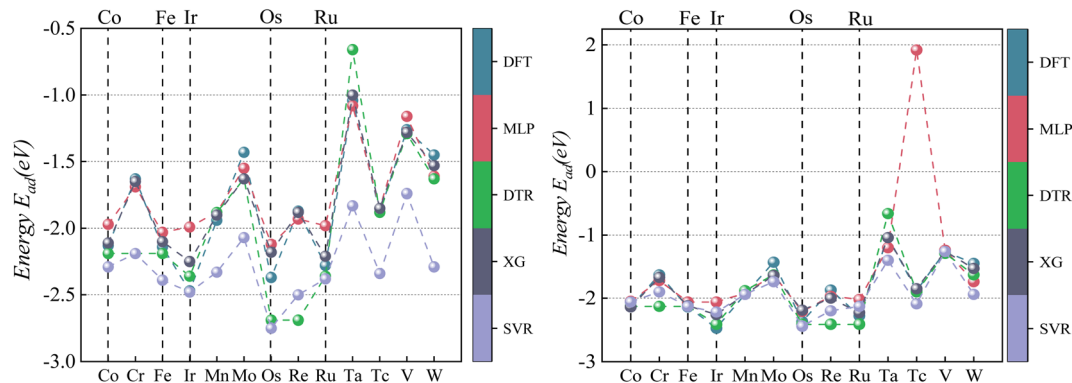 Co Fe Ir Os Ru
-0.5
-1.0
-1.5
-2.0
-2.5
-3.0
Energy E_ad(eV)
Co Cr Fe Ir Mn Mo Os Re Ru Ta Tc V W
DFT
MLP
DTR
XG
SVR
Co Fe Ir Os Ru
2
1
0
-1
-2
-3
Energy E_ad(eV)
Co Cr Fe Ir Mn Mo Os Re Ru Ta Tc V W
DFT
MLP
DTR
XG
SVR